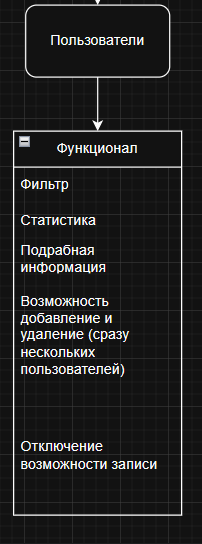 Пользователи
Функционал
Фильтр
Статистика
Подрабная
информация
Возможность
добавление и
удаление (сразу
нескольких
пользователей)
Отключение
возможности записи